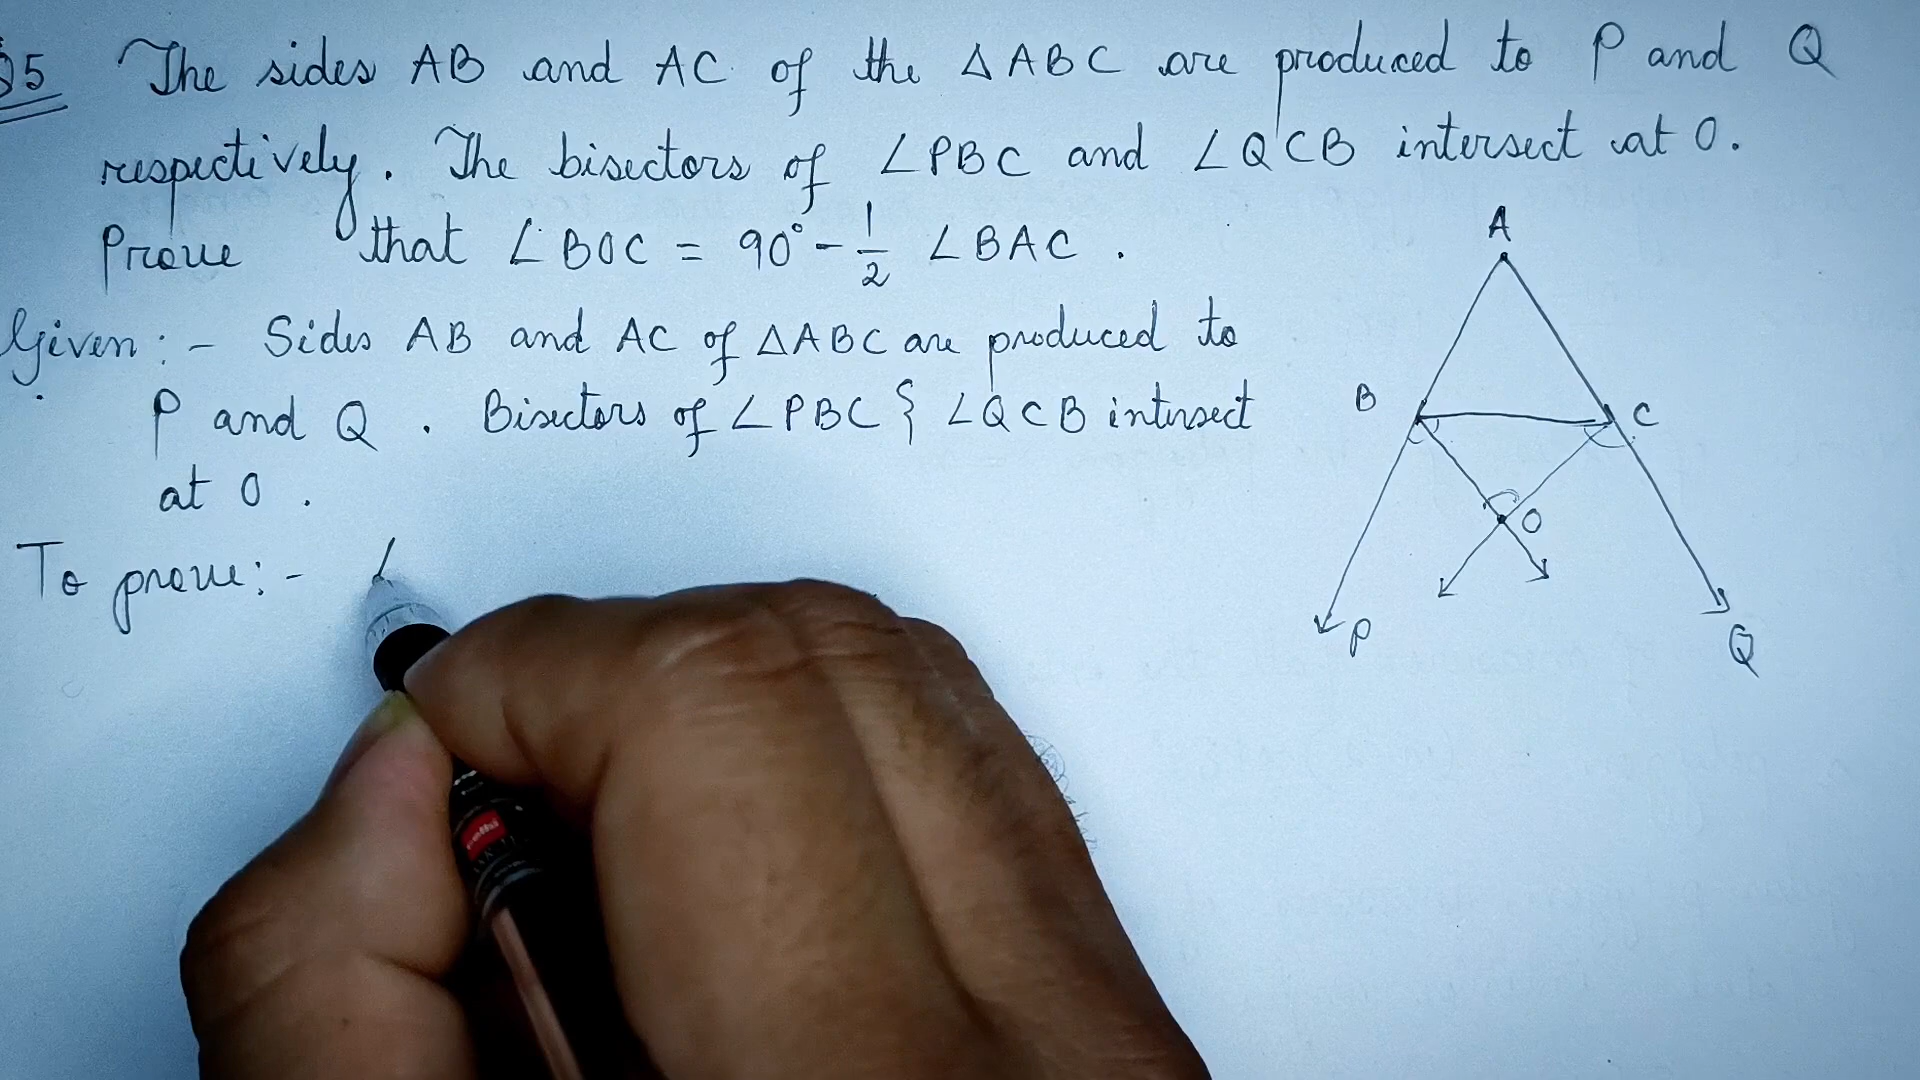 Q5 The sides AB and AC of the △ABC are produced to P and Q
respectively. The bisectors of ∠PBC and ∠QCB intersect at O.
Prove that ∠BOC = 90° - 1/2 ∠BAC.
Given :- Sides AB and AC of △ABC are produced to
P and Q. Bisectors of ∠PBC } ∠QCB intersect
at O.
To prove :-
A
B
C
O
P
Q